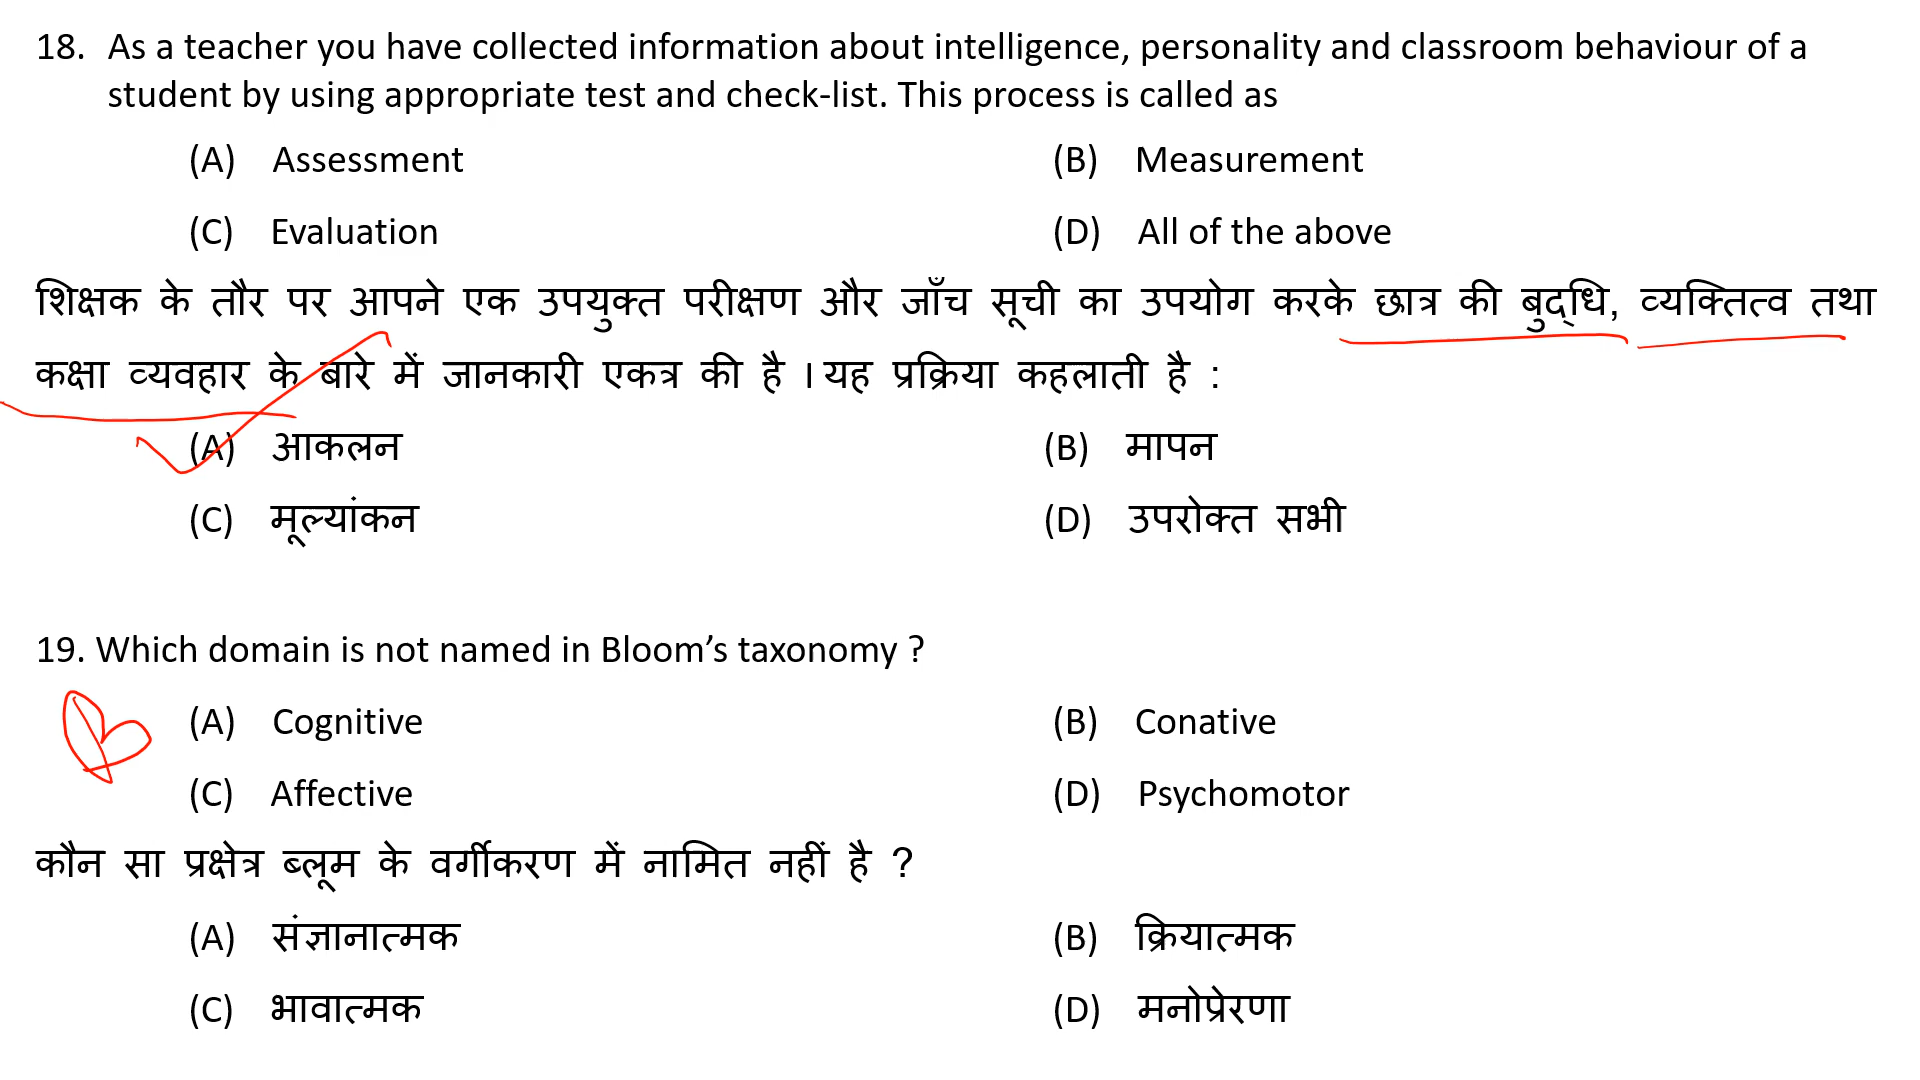 18. As a teacher you have collected information about intelligence, personality and classroom behaviour of a
student by using appropriate test and check-list. This process is called as
(A) Assessment (B) Measurement
(C) Evaluation (D) All of the above
शिक्षक के तौर पर आपने एक उपयुक्त परीक्षण और जाँच सूची का उपयोग करके छात्र की बुद्धि, व्यक्तित्व तथा
कक्षा व्यवहार के बारे में जानकारी एकत्र की है । यह प्रक्रिया कहलाती है :
(A) आकलन (B) मापन
(C) मूल्यांकन (D) उपरोक्त सभी
19. Which domain is not named in Bloom’s taxonomy ?
(A) Cognitive (B) Conative
(C) Affective (D) Psychomotor
कौन सा प्रक्षेत्र ब्लूम के वर्गीकरण में नामित नहीं है ?
(A) संज्ञानात्मक (B) क्रियात्मक
(C) भावात्मक (D) मनोप्रेरणा